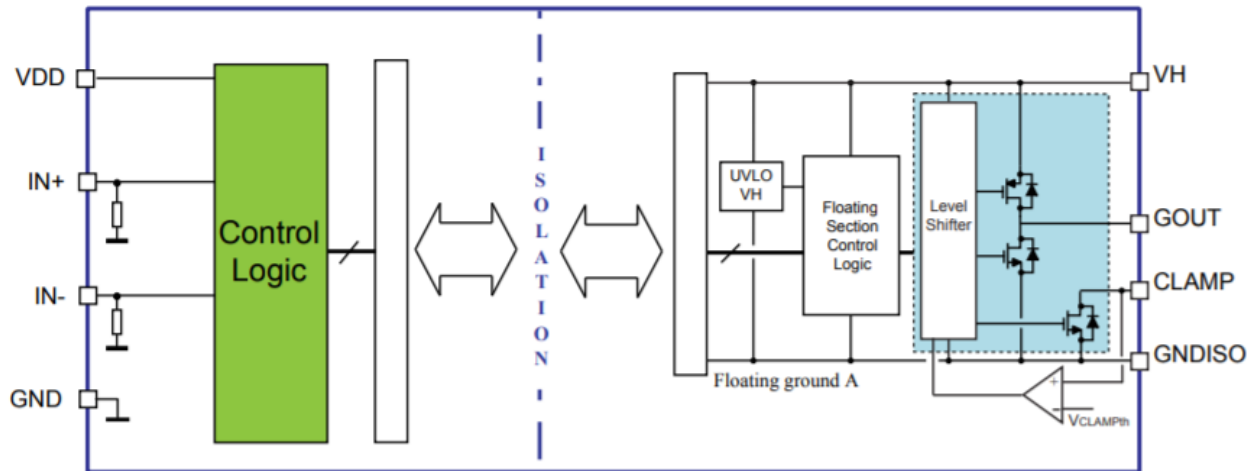 VDD
IN+
IN-
GND
Control
Logic
ISOLATION
UVLO
VH
Floating
Section
Control
Logic
Level
Shifter
Floating ground A
+
-
VCLAMPth
VH
GOUT
CLAMP
GNDISO